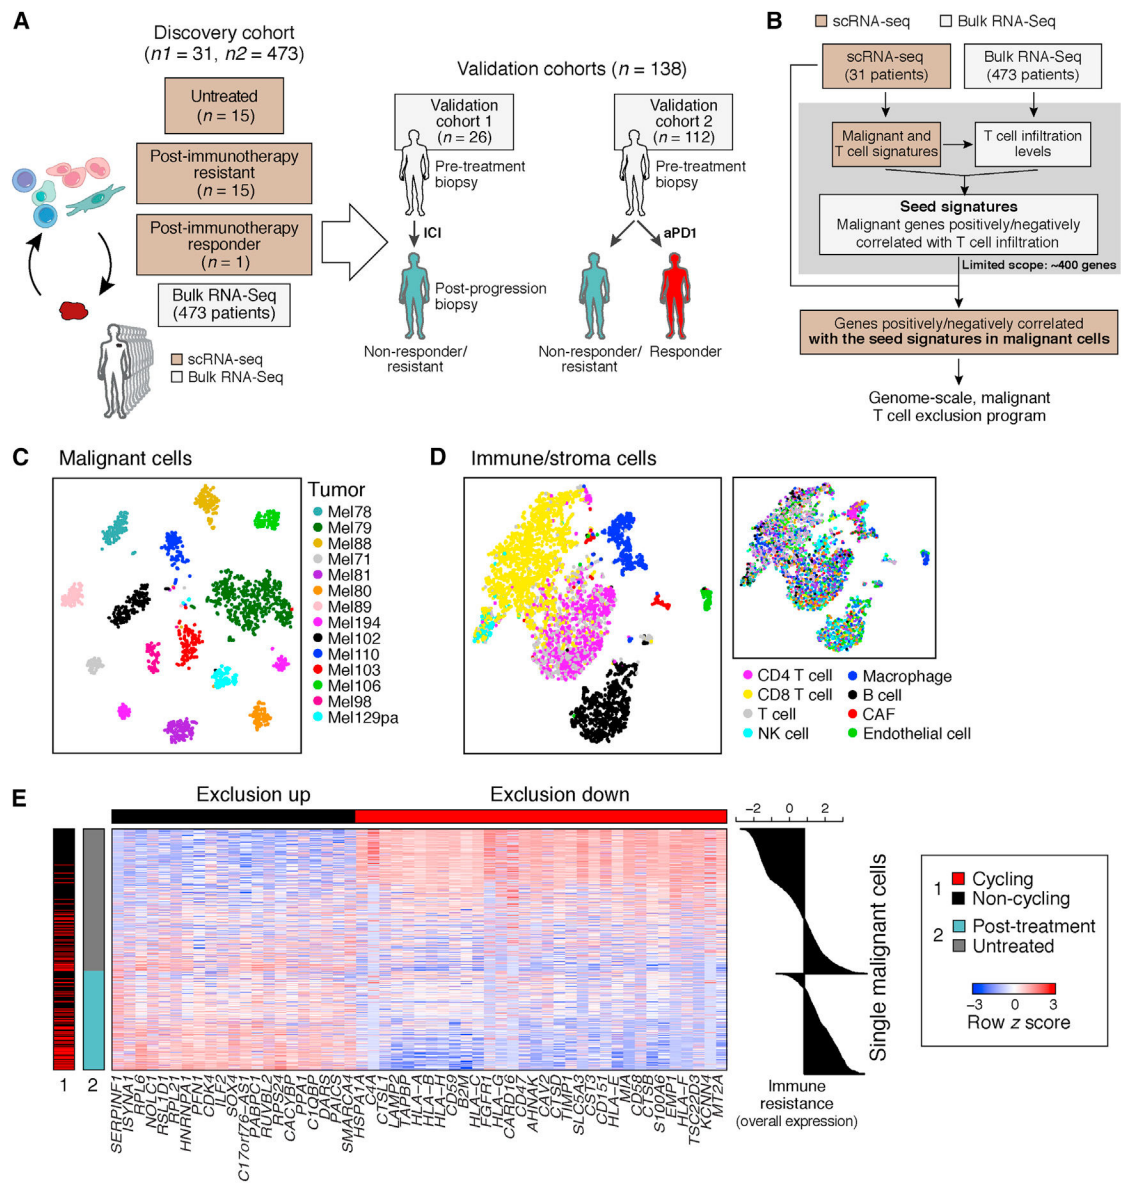 A
Discovery cohort
(n1 = 31, n2 = 473)
Untreated
(n = 15)
Post-immunotherapy
resistant
(n = 15)
Post-immunotherapy
responder
(n = 1)
Bulk RNA-Seq
(473 patients)
scRNA-seq
Bulk RNA-Seq
Validation cohorts (n = 138)
Validation
cohort 1
(n = 26)
Pre-treatment
biopsy
ICI
Post-progression
biopsy
Non-responder/
resistant
Validation
cohort 2
(n = 112)
Pre-treatment
biopsy
aPD1
Non-responder/
resistant
Responder
B
scRNA-seq
Bulk RNA-Seq
scRNA-seq
(31 patients)
Bulk RNA-Seq
(473 patients)
Malignant and
T cell signatures
T cell infiltration
levels
Seed signatures
Malignant genes positively/negatively
correlated with T cell infiltration
Limited scope: ~400 genes
Genes positively/negatively correlated
with the seed signatures in malignant cells
Genome-scale, malignant
T cell exclusion program
C
Malignant cells
Tumor
Mel78
Mel79
Mel88
Mel71
Mel81
Mel80
Mel89
Mel194
Mel102
Mel110
Mel103
Mel106
Mel98
Mel129pa
D
Immune/stroma cells
CD4 T cell
CD8 T cell
T cell
NK cell
Macrophage
B cell
CAF
Endothelial cell
E
Exclusion up
Exclusion down
−2 0 2
1
2
SERPINF1
ISYNA1
RPL6
NOLC1
RSL1D1
RPL21
HNRNPA1
PFN1
CDK4
ILF2
SOX4
C17orf76−AS1
PABPC1
RUVBL2
RPS24
CACYBP
PPA1
C1QBP
DARS
PAICS
SMARCA4
HSPA1A
C4A
CTSL1
LAMP2
TAPBP
HLA−A
HLA−B
HLA−H
CD59
B2M
HLA−C
FGFR1
HLA−G
CARD16
CD47
AHNAK
CAV2
CTSD
TIMP1
SLC5A3
CST3
CD151
HLA−E
MIA
CD58
CTSB
S100A6
EMP1
HLA−F
TSC22D3
KCNN4
MT2A
Immune
resistance
(overall expression)
Single malignant cells
1
Cycling
Non-cycling
2
Post-treatment
Untreated
−3 0 3
Row z score